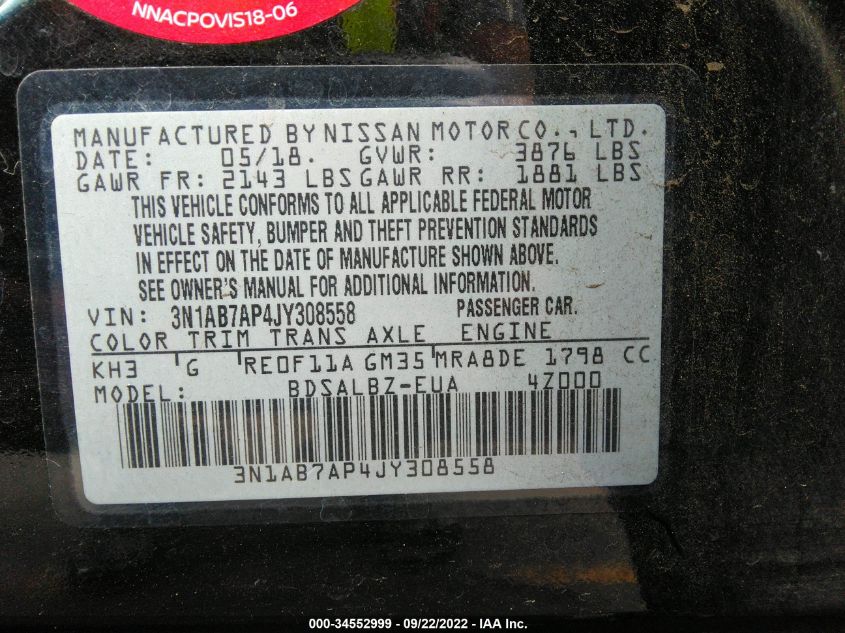 NNACPOVIS18-06
MANUFACTURED BY NISSAN MOTOR CO., LTD.
DATE: 05/18. GVWR: 3876 LBS
GAWR FR: 2143 LBS GAWR RR: 1881 LBS
THIS VEHICLE CONFORMS TO ALL APPLICABLE FEDERAL MOTOR
VEHICLE SAFETY, BUMPER AND THEFT PREVENTION STANDARDS
IN EFFECT ON THE DATE OF MANUFACTURE SHOWN ABOVE.
SEE OWNER'S MANUAL FOR ADDITIONAL INFORMATION.
VIN: 3N1AB7AP4JY308558 PASSENGER CAR.
COLOR TRIM TRANS AXLE ENGINE
KH3 G RE0F11A GM35 MRA8DE 1798 CC
MODEL: BDSALBZ-EUA 4Z000
3N1AB7AP4JY308558
000-34552999 - 09/22/2022 - IAA Inc.